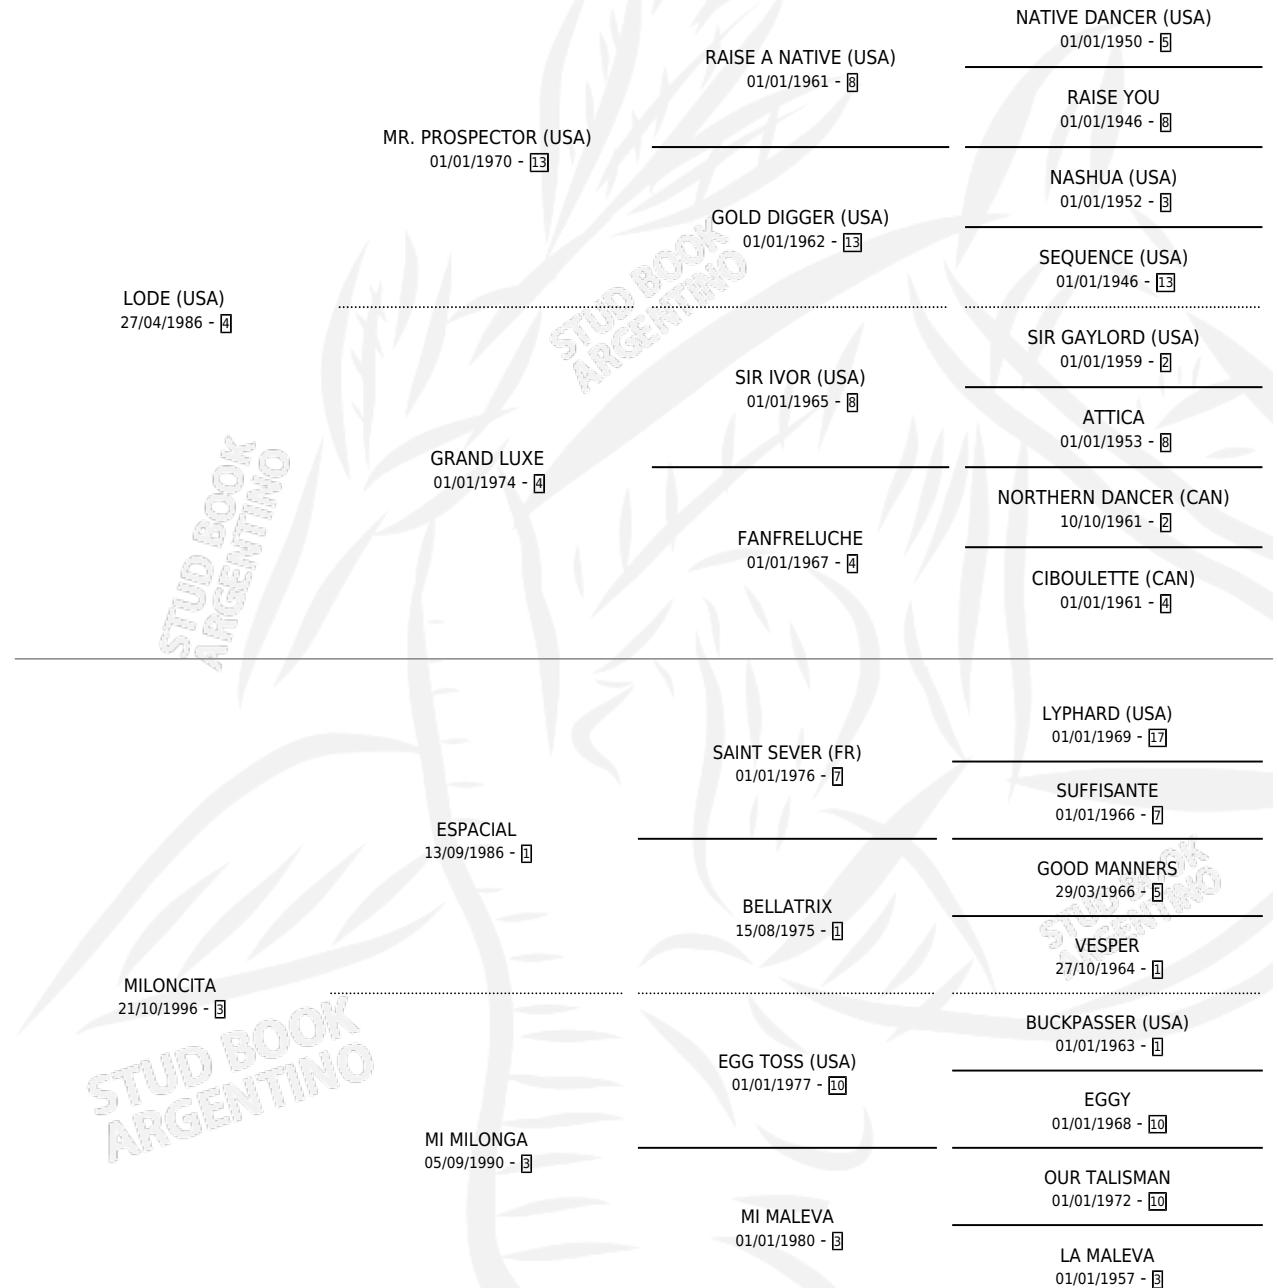 NATIVE DANCER (USA)
01/01/1950 - 5
RAISE A NATIVE (USA)
01/01/1961 - 8
RAISE YOU
01/01/1946 - 8
MR. PROSPECTOR (USA)
01/01/1970 - 13
NASHUA (USA)
01/01/1952 - 3
GOLD DIGGER (USA)
01/01/1962 - 13
SEQUENCE (USA)
01/01/1946 - 13
LODE (USA)
27/04/1986 - 4
SIR GAYLORD (USA)
01/01/1959 - 2
SIR IVOR (USA)
01/01/1965 - 8
ATTICA
01/01/1953 - 8
GRAND LUXE
01/01/1974 - 4
NORTHERN DANCER (CAN)
10/10/1961 - 2
FANFRELUCHE
01/01/1967 - 4
CIBOULETTE (CAN)
01/01/1961 - 4
LYPHARD (USA)
01/01/1969 - 17
SAINT SEVER (FR)
01/01/1976 - 7
SUFFISANTE
01/01/1966 - 7
ESPACIAL
13/09/1986 - 1
GOOD MANNERS
29/03/1966 - 5
BELLATRIX
15/08/1975 - 1
VESPER
27/10/1964 - 1
MILONCITA
21/10/1996 - 3
BUCKPASSER (USA)
01/01/1963 - 1
EGG TOSS (USA)
01/01/1977 - 10
EGGY
01/01/1968 - 10
MI MILONGA
05/09/1990 - 3
OUR TALISMAN
01/01/1972 - 10
MI MALEVA
01/01/1980 - 3
LA MALEVA
01/01/1957 - 3
STUD BOOK
ARGENTINO
STUD BOOK
ARGENTINO
STUD BOOK
ARGENTINO
STUD BOOK
ARGENTINO